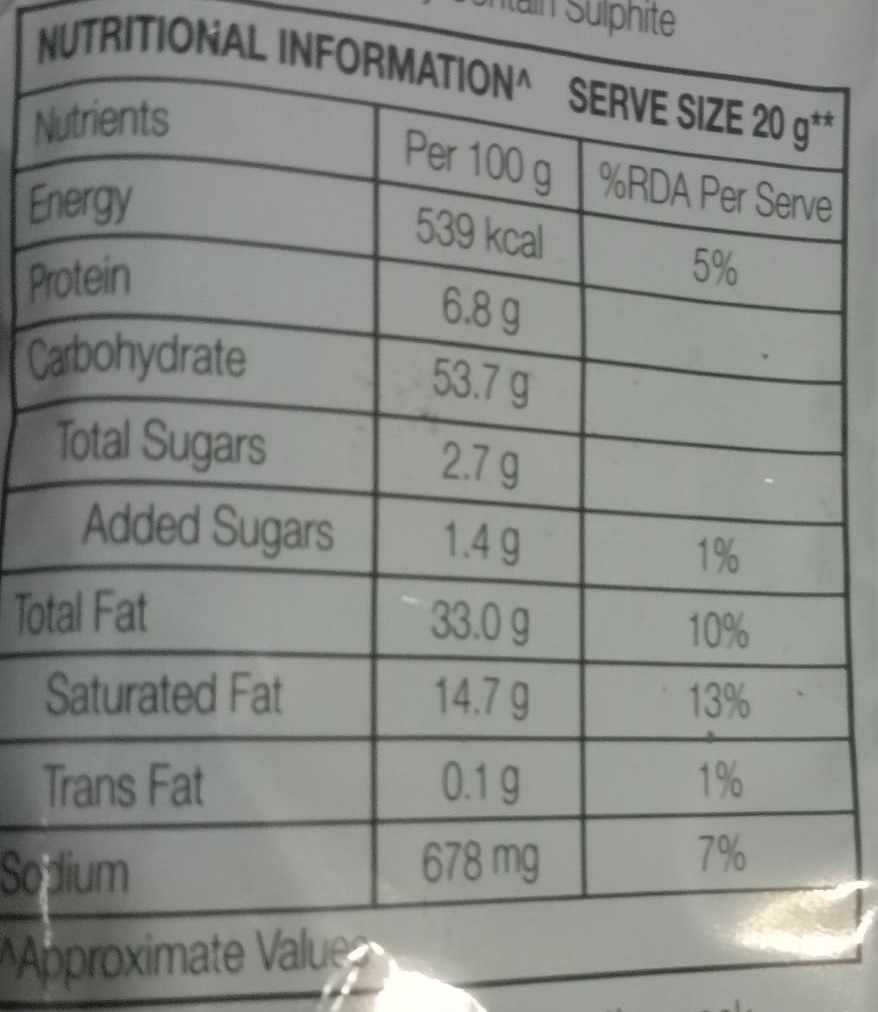 Sulphite
NUTRITIONAL INFORMATION^ SERVE SIZE 20 g**
Nutrients Per 100 g %RDA Per Serve
Energy 539 kcal 5%
Protein 6.8 g
Carbohydrate 53.7 g
Total Sugars 2.7 g
Added Sugars 1.4 g 1%
Total Fat 33.0 g 10%
Saturated Fat 14.7 g 13%
Trans Fat 0.1 g 1%
Sodium 678 mg 7%
^Approximate Values